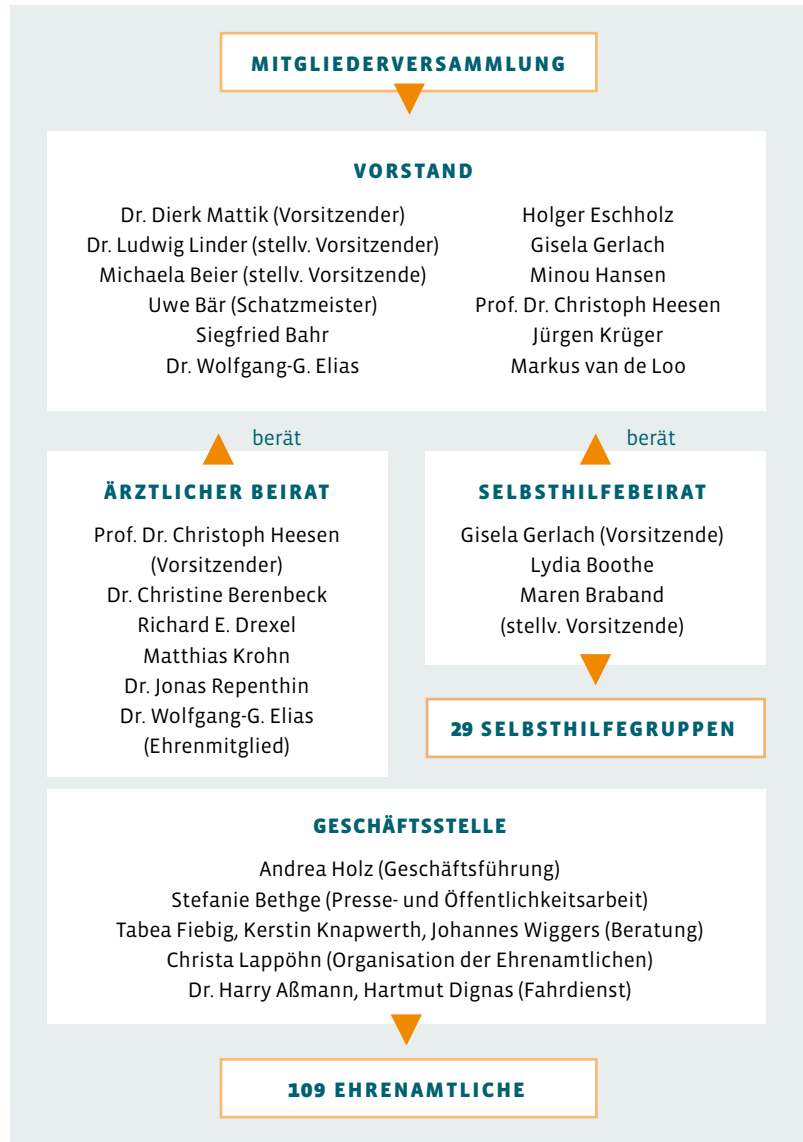 MITGLIEDERVERSAMMLUNG
VORSTAND
Dr. Dierk Mattik (Vorsitzender)
Dr. Ludwig Linder (stellv. Vorsitzender)
Michaela Beier (stellv. Vorsitzende)
Uwe Bär (Schatzmeister)
Siegfried Bahr
Dr. Wolfgang-G. Elias
Holger Eschholz
Gisela Gerlach
Minou Hansen
Prof. Dr. Christoph Heesen
Jürgen Krüger
Markus van de Loo
berät
ÄRZTLICHER BEIRAT
Prof. Dr. Christoph Heesen
(Vorsitzender)
Dr. Christine Berenbeck
Richard E. Drexel
Matthias Krohn
Dr. Jonas Repenthin
Dr. Wolfgang-G. Elias
(Ehrenmitglied)
berät
SELBSTHILFEBEIRAT
Gisela Gerlach (Vorsitzende)
Lydia Boothe
Maren Braband
(stellv. Vorsitzende)
29 SELBSTHILFEGRUPPEN
GESCHÄFTSSTELLE
Andrea Holz (Geschäftsführung)
Stefanie Bethge (Presse- und Öffentlichkeitsarbeit)
Tabea Fiebig, Kerstin Knapwerth, Johannes Wiggers (Beratung)
Christa Lappöhn (Organisation der Ehrenamtlichen)
Dr. Harry Aßmann, Hartmut Dignas (Fahrdienst)
109 EHRENAMTLICHE